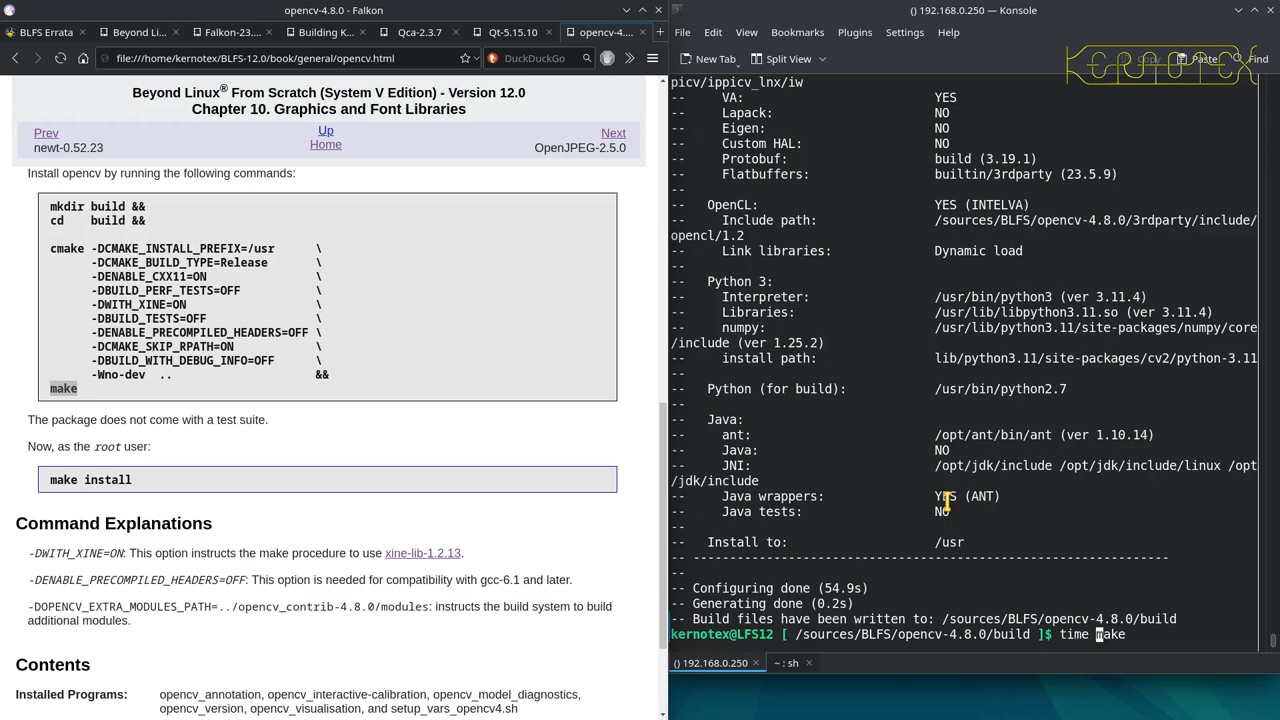 opencv-4.8.0 - Falkon
BLFS Errata
Beyond Li...
Falkon-23....
Building K...
Qca-2.3.7
Qt-5.15.10
opencv-4....
file:///home/kernotex/BLFS-12.0/book/general/opencv.html
DuckDuckGo
Beyond Linux® From Scratch (System V Edition) - Version 12.0
Chapter 10. Graphics and Font Libraries
Prev
Up
Next
newt-0.52.23
Home
OpenJPEG-2.5.0
Install opencv by running the following commands:
mkdir build &&
cd    build &&
cmake -DCMAKE_INSTALL_PREFIX=/usr      \
-DCMAKE_BUILD_TYPE=Release       \
-DENABLE_CXX11=ON                \
-DBUILD_PERF_TESTS=OFF           \
-DWITH_XINE=ON                   \
-DBUILD_TESTS=OFF                \
-DENABLE_PRECOMPILED_HEADERS=OFF \
-DCMAKE_SKIP_RPATH=ON            \
-DBUILD_WITH_DEBUG_INFO=OFF      \
-Wno-dev  ..                     &&
make
The package does not come with a test suite.
Now, as the root user:
make install
Command Explanations
-DWITH_XINE=ON: This option instructs the make procedure to use xine-lib-1.2.13.
-DENABLE_PRECOMPILED_HEADERS=OFF: This option is needed for compatibility with gcc-6.1 and later.
-DOPENCV_EXTRA_MODULES_PATH=../opencv_contrib-4.8.0/modules: instructs the build system to build
additional modules.
Contents
Installed Programs: opencv_annotation, opencv_interactive-calibration, opencv_model_diagnostics,
opencv_version, opencv_visualisation, and setup_vars_opencv4.sh
() 192.168.0.250 — Konsole
File Edit View Bookmarks Plugins Settings Help
New Tab Split View Copy Paste Find
KERNOTEX
picv/ippicv_lnx/iw
--     VA:                          YES
--     Lapack:                      NO
--     Eigen:                       NO
--     Custom HAL:                  NO
--     Protobuf:                    build (3.19.1)
--     Flatbuffers:                 builtin/3rdparty (23.5.9)
--
--   OpenCL:                        YES (INTELVA)
--     Include path:                /sources/BLFS/opencv-4.8.0/3rdparty/include/
opencl/1.2
--     Link libraries:              Dynamic load
--
--   Python 3:
--     Interpreter:                 /usr/bin/python3 (ver 3.11.4)
--     Libraries:                   /usr/lib/libpython3.11.so (ver 3.11.4)
--     numpy:                       /usr/lib/python3.11/site-packages/numpy/core
/include (ver 1.25.2)
--     install path:                lib/python3.11/site-packages/cv2/python-3.11
--
--   Python (for build):            /usr/bin/python2.7
--
--   Java:
--     ant:                         /opt/ant/bin/ant (ver 1.10.14)
--     Java:                        NO
--     JNI:                         /opt/jdk/include /opt/jdk/include/linux /opt
/jdk/include
--     Java wrappers:               YES (ANT)
--     Java tests:                  NO
--
--   Install to:                    /usr
-- -----------------------------------------------------------------
--
-- Configuring done (54.9s)
-- Generating done (0.2s)
-- Build files have been written to: /sources/BLFS/opencv-4.8.0/build
kernotex@LFS12 [ /sources/BLFS/opencv-4.8.0/build ]$ time make
() 192.168.0.250
~ : sh